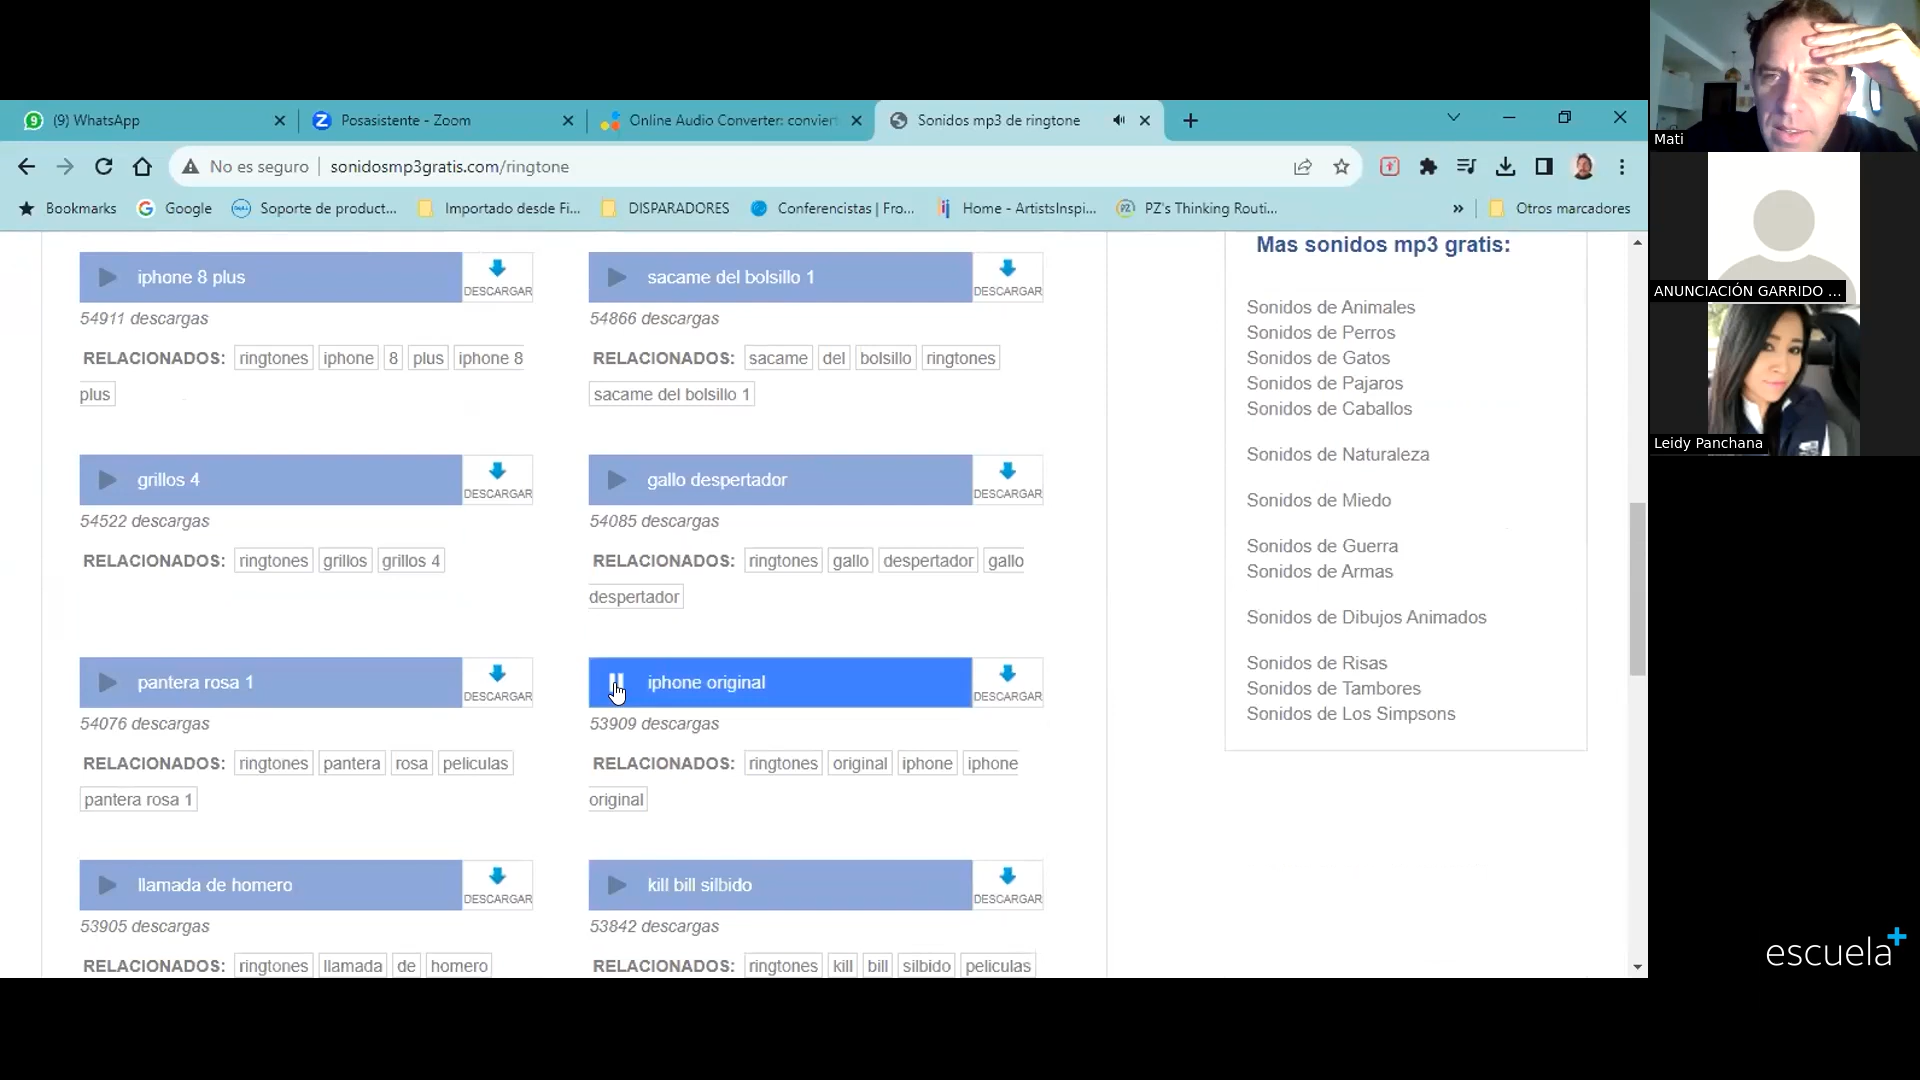 (9) WhatsApp
Posasistente - Zoom
Online Audio Converter: convier
Sonidos mp3 de ringtone
No es seguro
sonidosmp3gratis.com/ringtone
Bookmarks
Google
Soporte de product...
Importado desde Fi...
DISPARADORES
Conferencistas | Fro...
Home - ArtistsInspi...
PZ's Thinking Routi...
»
Otros marcadores
iphone 8 plus
DESCARGAR
54911 descargas
RELACIONADOS: ringtones iphone 8 plus iphone 8
plus
sacame del bolsillo 1
DESCARGAR
54866 descargas
RELACIONADOS: sacame del bolsillo ringtones
sacame del bolsillo 1
grillos 4
DESCARGAR
54522 descargas
RELACIONADOS: ringtones grillos grillos 4
gallo despertador
DESCARGAR
54085 descargas
RELACIONADOS: ringtones gallo despertador gallo
despertador
pantera rosa 1
DESCARGAR
54076 descargas
RELACIONADOS: ringtones pantera rosa peliculas
pantera rosa 1
iphone original
DESCARGAR
53909 descargas
RELACIONADOS: ringtones original iphone iphone
original
llamada de homero
DESCARGAR
53905 descargas
RELACIONADOS: ringtones llamada de homero
kill bill silbido
DESCARGAR
53842 descargas
RELACIONADOS: ringtones kill bill silbido peliculas
Mas sonidos mp3 gratis:
Sonidos de Animales
Sonidos de Perros
Sonidos de Gatos
Sonidos de Pajaros
Sonidos de Caballos
Sonidos de Naturaleza
Sonidos de Miedo
Sonidos de Guerra
Sonidos de Armas
Sonidos de Dibujos Animados
Sonidos de Risas
Sonidos de Tambores
Sonidos de Los Simpsons
Mati
ANUNCIACIÓN GARRIDO ...
Leidy Panchana
escuela+